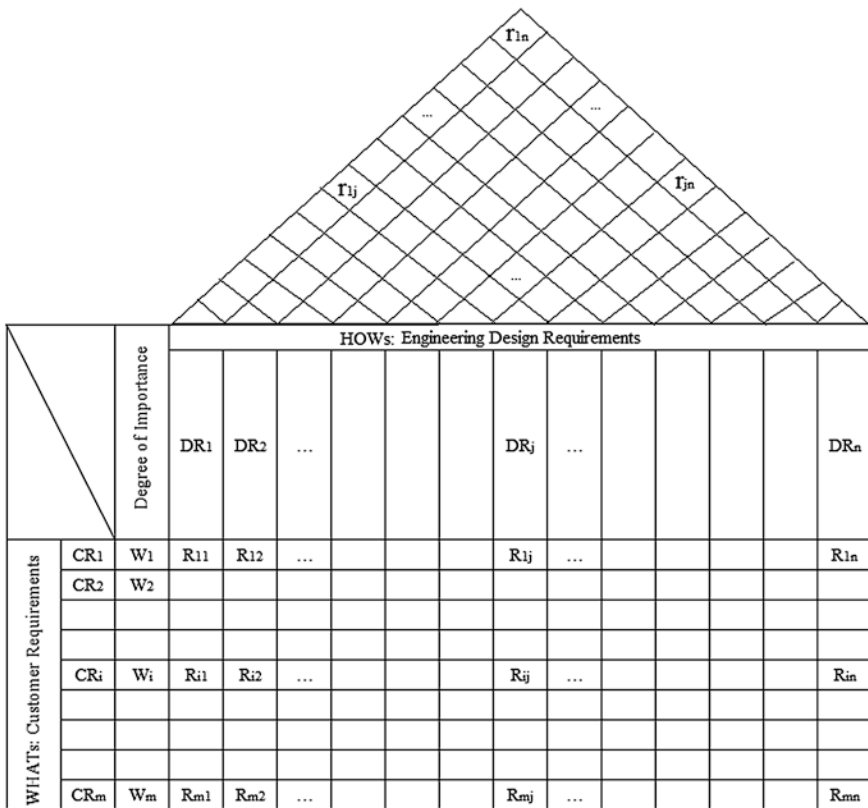 r1n
... ...
r1j rjn
...
HOWs: Engineering Design Requirements
Degree of Importance
DR1 DR2 ... DRj ... DRn
WHATs: Customer Requirements
CR1 W1 R11 R12 ... R1j ... R1n
CR2 W2
CRi Wi Ri1 Ri2 ... Rij ... Rin
CRm Wm Rm1 Rm2 ... Rmj ... Rmn